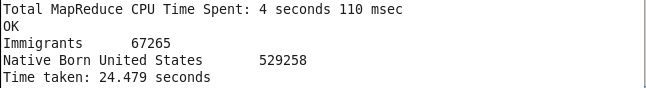 Total MapReduce CPU Time Spent: 4 seconds 110 msec
OK
Immigrants	67265
Native Born United States	529258
Time taken: 24.479 seconds